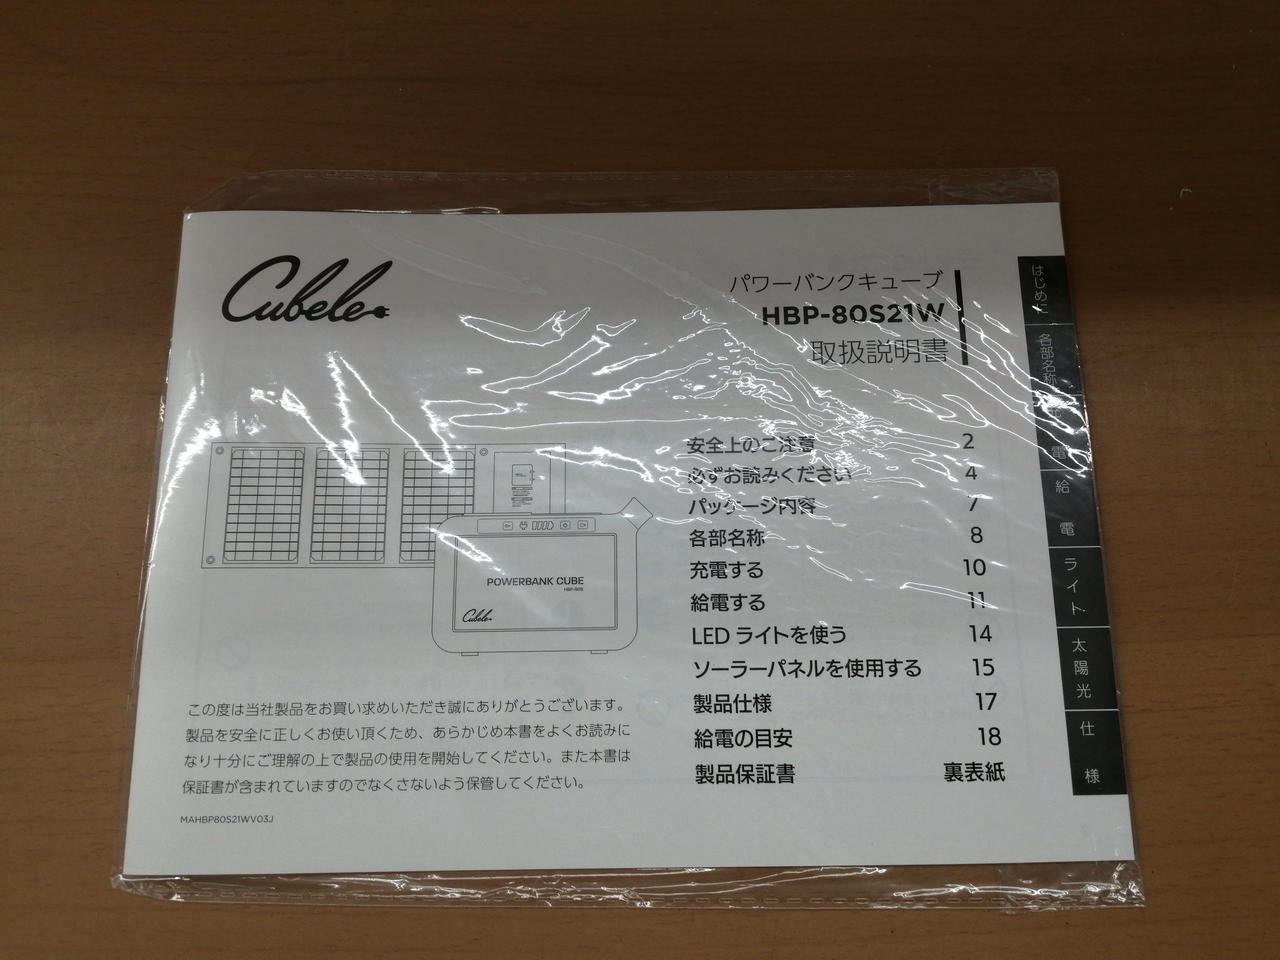 Cubele
パワーバンクキューブ
HBP-80S21W
取扱説明書
安全上のご注意 2
必ずお読みください 4
パッケージ内容 7
各部名称 8
充電する 10
給電する 11
LED ライトを使う 14
ソーラーパネルを使用する 15
製品仕様 17
給電の目安 18
製品保証書 裏表紙
POWERBANK CUBE
HBP-80S
Cubele
この度は当社製品をお買い求めいただき誠にありがとうございます。
製品を安全に正しくお使い頂くため、あらかじめ本書をよくお読みに
なり十分にご理解の上で製品の使用を開始してください。また本書は
保証書が含まれていますのでなくさないよう保管してください。
MAHBP80S21WV03J
はじめに
各部名称
電
給電
ライト
太陽光
仕様